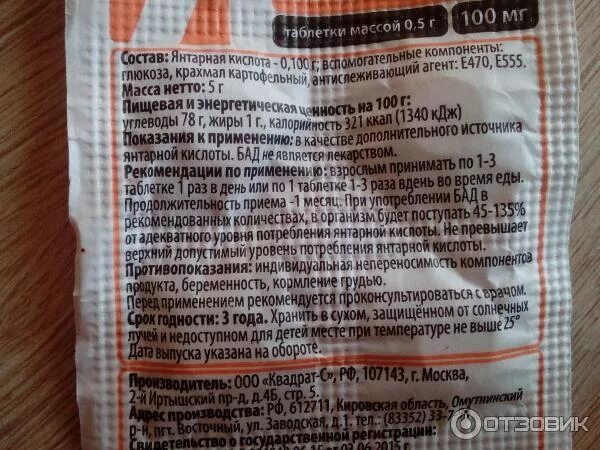 таблетки массой 0,5 г
100 мг
Состав: Янтарная кислота - 0,100 г; вспомогательные компоненты:
глюкоза, крахмал картофельный, антислеживающий агент: Е470, Е555.
Масса нетто: 5 г
Пищевая и энергетическая ценность на 100 г:
углеводы 78 г, жиры 1 г., калорийность 321 ккал (1340 кДж)
Показания к применению: в качестве дополнительного источника
янтарной кислоты. БАД не является лекарством.
Рекомендации по применению: взрослым принимать по 1-3
таблетке 1 раз в день или по 1 таблетке 1-3 раза вдень во время еды.
Продолжительность приема -1 месяц. При употреблении БАД в
рекомендованных количествах, в организм будет поступать 45-135%
от адекватного уровня потребления янтарной кислоты. Не превышает
верхний допустимый уровень потребления янтарной кислоты.
Противопоказания: индивидуальная непереносимость компонентов
продукта, беременность, кормление грудью.
Перед применением рекомендуется проконсультироваться с врачом.
Срок годности: 3 года. Хранить в сухом, защищённом от солнечных
лучей и недоступном для детей месте при температуре не выше 25°
Дата выпуска указана на обороте.
Производитель: ООО «Квадрат-С», РФ, 107143, г. Москва,
2-й Иртышский пр-д, д.4Б, стр. 5.
Адрес производства: РФ, 612711, Кировская область, Омутнинский
р-н, пгт. Восточный, ул. Заводская, д.1. тел.: (83352) 33-7
Свидетельство о государственной регистрации:
03.06.2015 г
ОТЗОВИК